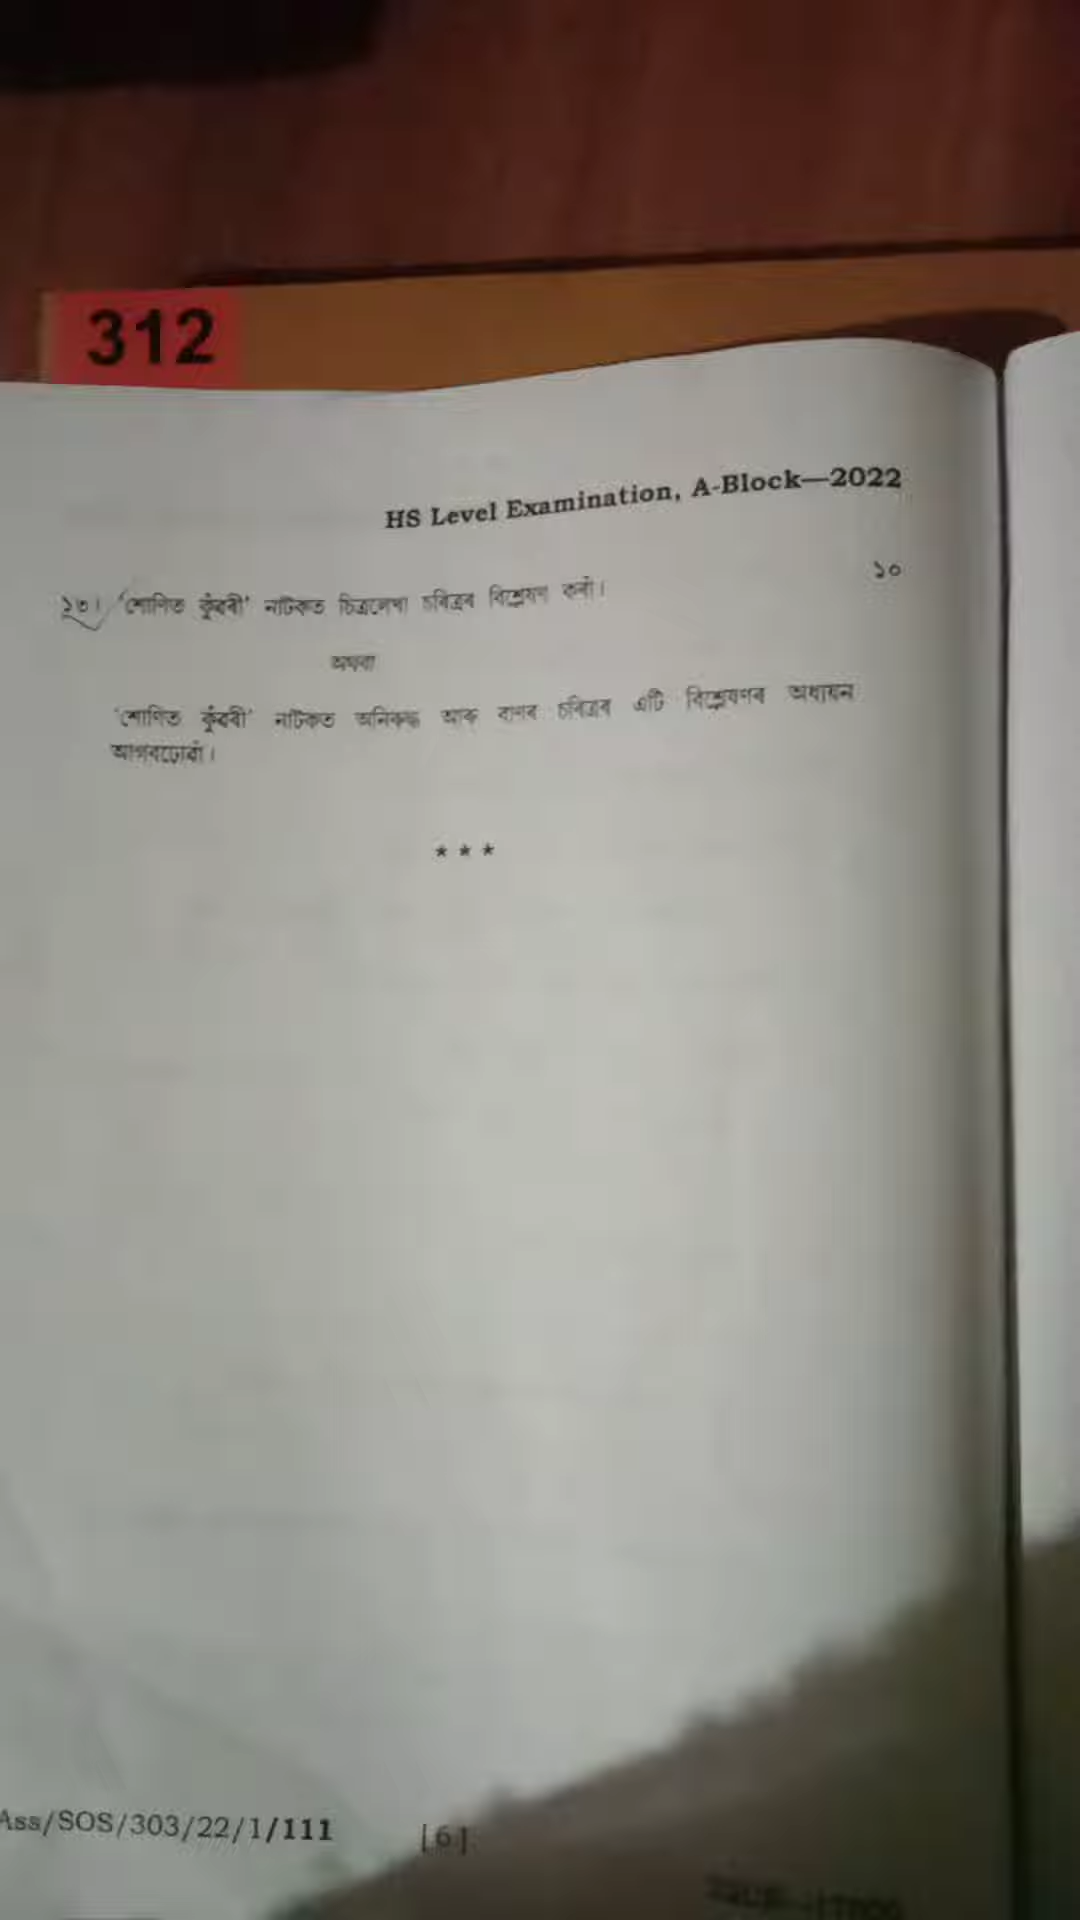 312
HS Level Examination, A-Block—2022
১৩। 'শোণিত কুঁৱৰী' নাটকত চিত্ৰলেখা চৰিত্ৰৰ বিশ্লেষণ কৰাঁ। ১০
অথবা
'শোণিত কুঁৱৰী' নাটকত অনিৰুদ্ধ আৰু বাণৰ চৰিত্ৰৰ এটি বিশ্লেষণৰ অধ্যয়ন
আগবঢ়োৱাঁ।
* * *
Ass/SOS/303/22/1/111 [ 6 ]